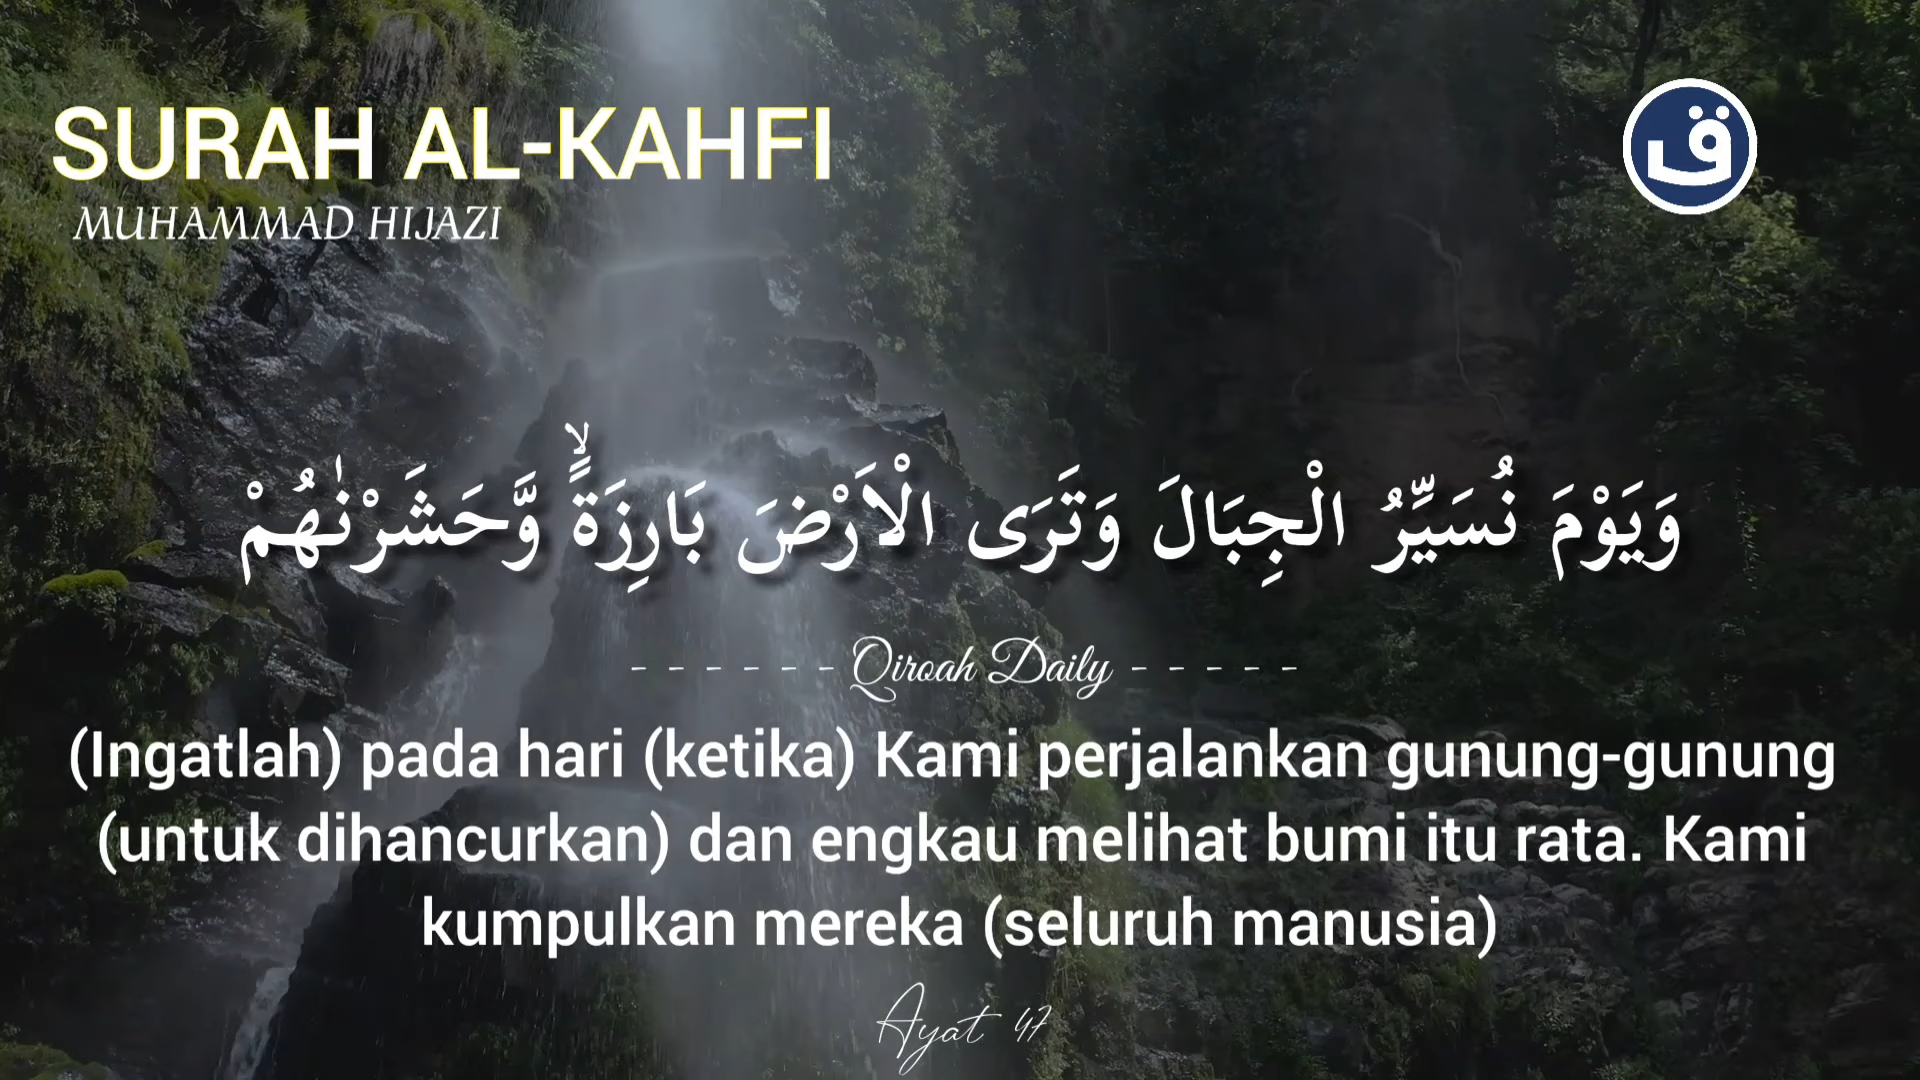 SURAH AL-KAHFI
MUHAMMAD HIJAZI
ق
وَيَوْمَ نُسَيِّرُ الْجِبَالَ وَتَرَى الْاَرْضَ بَارِزَةًۙ وَّحَشَرْنٰهُمْ
- - - - - - Qiroah Daily - - - - -
(Ingatlah) pada hari (ketika) Kami perjalankan gunung-gunung
(untuk dihancurkan) dan engkau melihat bumi itu rata. Kami
kumpulkan mereka (seluruh manusia)
Ayat 47